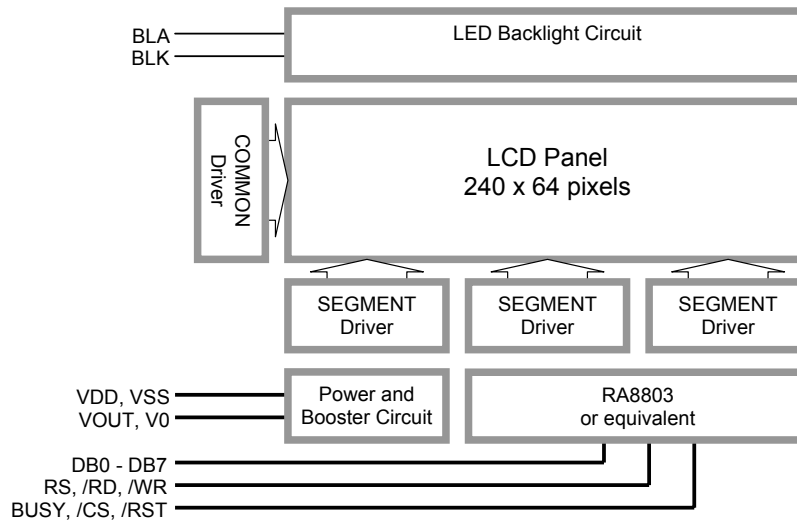 BLA
BLK
LED Backlight Circuit
COMMON
Driver
LCD Panel
240 x 64 pixels
SEGMENT
Driver
SEGMENT
Driver
SEGMENT
Driver
VDD, VSS
VOUT, V0
Power and
Booster Circuit
RA8803
or equivalent
DB0 - DB7
RS, /RD, /WR
BUSY, /CS, /RST